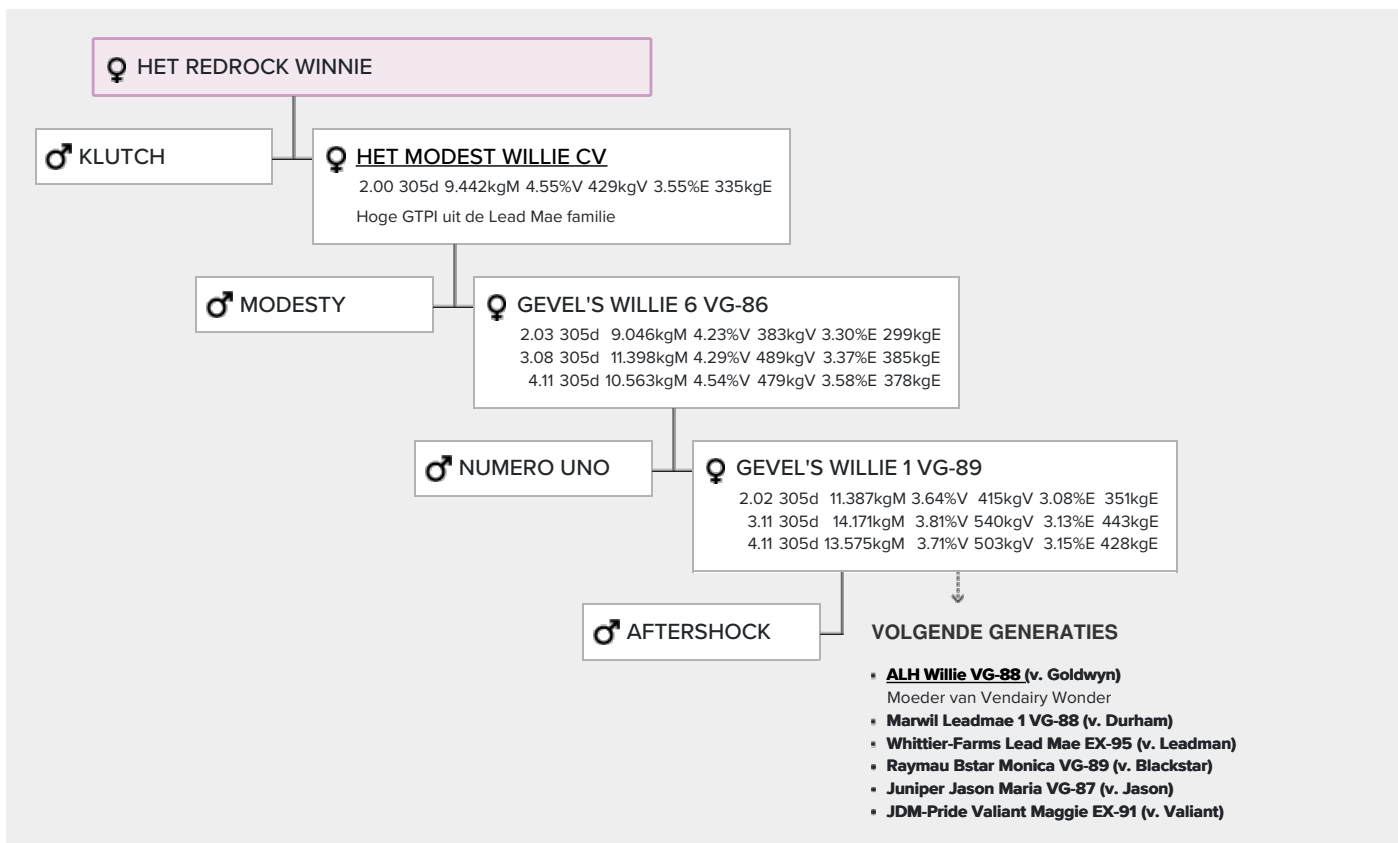 ♀ HET REDROCK WINNIE
♂ KLUTCH
♀ HET MODEST WILLIE CV
2.00 305d 9.442kgM 4.55%V 429kgV 3.55%E 335kgE
Hoge GTPI uit de Lead Mae familie
♂ MODESTY
♀ GEVEL'S WILLIE 6 VG-86
2.03 305d 9.046kgM 4.23%V 383kgV 3.30%E 299kgE
3.08 305d 11.398kgM 4.29%V 489kgV 3.37%E 385kgE
4.11 305d 10.563kgM 4.54%V 479kgV 3.58%E 378kgE
♂ NUMERO UNO
♀ GEVEL'S WILLIE 1 VG-89
2.02 305d 11.387kgM 3.64%V 415kgV 3.08%E 351kgE
3.11 305d 14.171kgM 3.81%V 540kgV 3.13%E 443kgE
4.11 305d 13.575kgM 3.71%V 503kgV 3.15%E 428kgE
♂ AFTERSHOCK
VOLGENDE GENERATIES
• ALH Willie VG-88 (v. Goldwyn)
Moeder van Vendairy Wonder
• Marwil Leadmae 1 VG-88 (v. Durham)
• Whittier-Farms Lead Mae EX-95 (v. Leadman)
• Raymau Bstar Monica VG-89 (v. Blackstar)
• Juniper Jason Maria VG-87 (v. Jason)
• JDM-Pride Valiant Maggie EX-91 (v. Valiant)